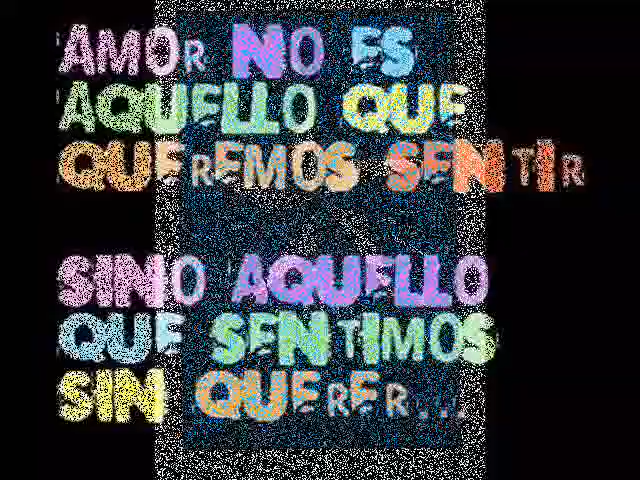 AMOR NO ES
AQUELLO QUE
QUEREMOS SENTIR
SINO AQUELLO
QUE SENTIMOS
SIN QUERER...